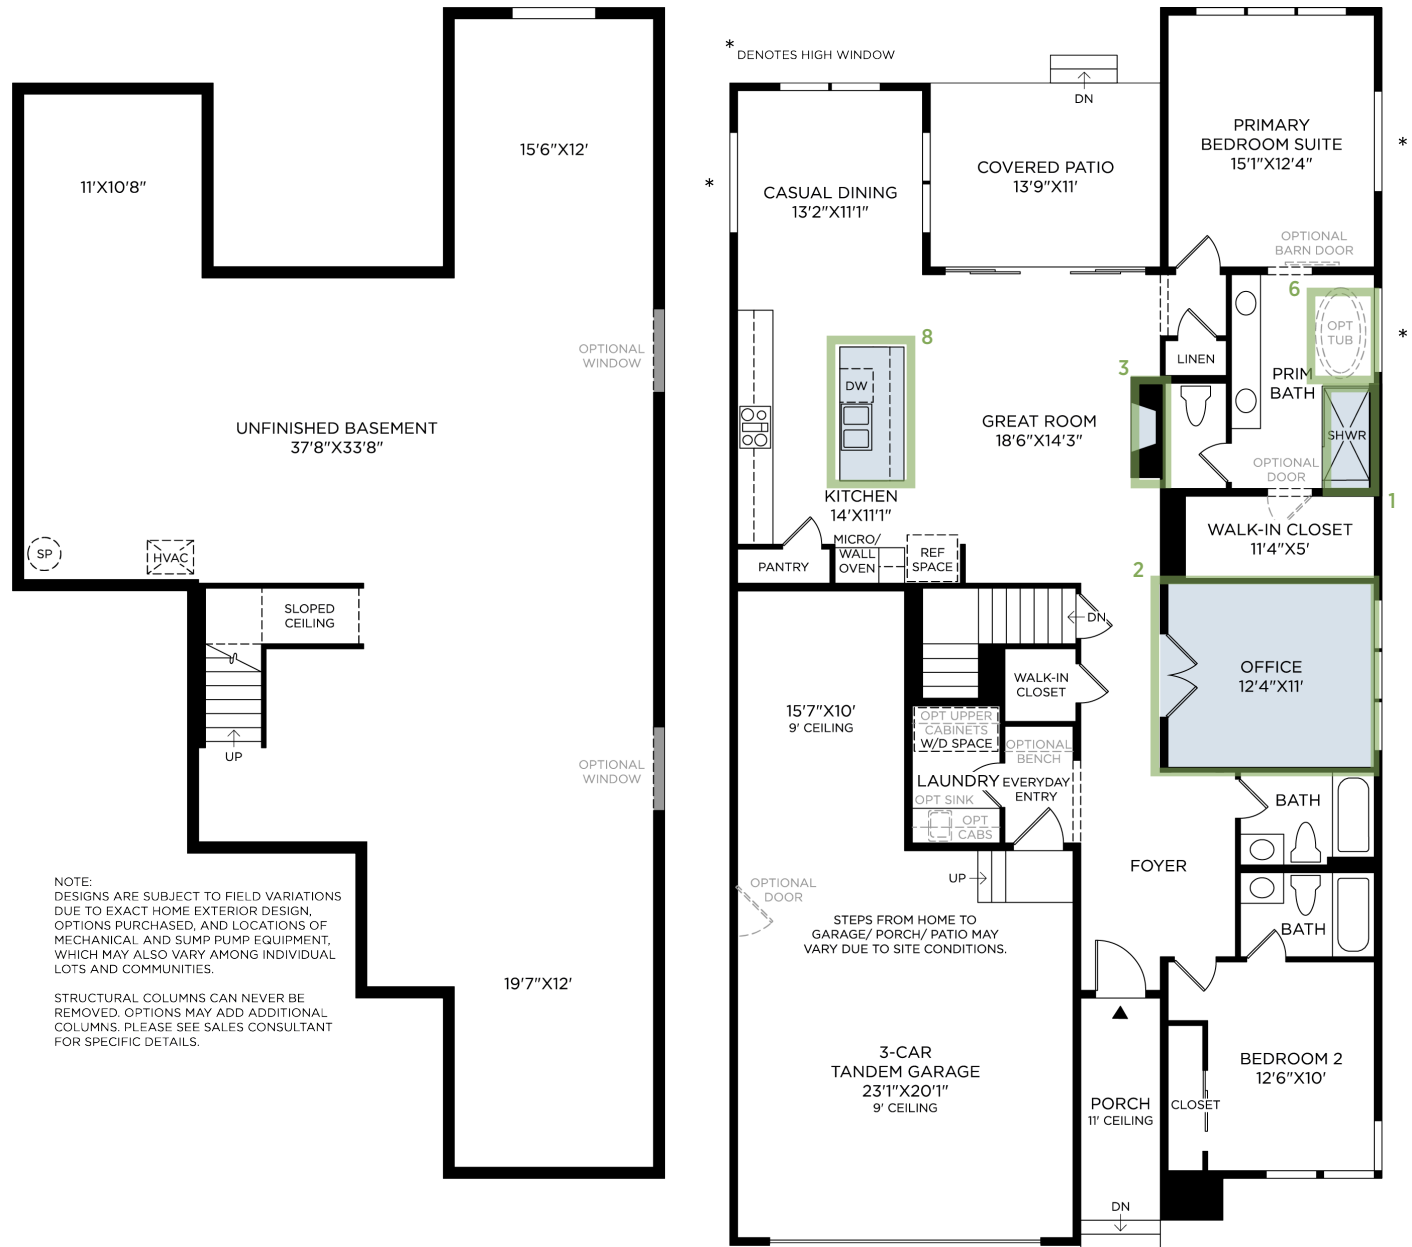 15'6"X12'
11'X10'8"
OPTIONAL
WINDOW
UNFINISHED BASEMENT
37'8"X33'8"
SP
HVAC
SLOPED
CEILING
UP
OPTIONAL
WINDOW
NOTE:
DESIGNS ARE SUBJECT TO FIELD VARIATIONS
DUE TO EXACT HOME EXTERIOR DESIGN,
OPTIONS PURCHASED, AND LOCATIONS OF
MECHANICAL AND SUMP PUMP EQUIPMENT,
WHICH MAY ALSO VARY AMONG INDIVIDUAL
LOTS AND COMMUNITIES.
STRUCTURAL COLUMNS CAN NEVER BE
REMOVED. OPTIONS MAY ADD ADDITIONAL
COLUMNS. PLEASE SEE SALES CONSULTANT
FOR SPECIFIC DETAILS.
19'7"X12'
* DENOTES HIGH WINDOW
DN
PRIMARY
BEDROOM SUITE
15'1"X12'4"
*
COVERED PATIO
13'9"X11'
*
CASUAL DINING
13'2"X11'1"
OPTIONAL
BARN DOOR
6
OPT
TUB
*
8
LINEN
3
PRIM
BATH
DW
GREAT ROOM
18'6"X14'3"
SHWR
OPTIONAL
DOOR
1
KITCHEN
14'X11'1"
WALK-IN CLOSET
11'4"X5'
MICRO/
WALL
OVEN
REF
SPACE
PANTRY
2
DN
OFFICE
12'4"X11'
WALK-IN
CLOSET
15'7"X10'
9' CEILING
OPT UPPER
CABINETS
W/D SPACE
OPTIONAL
BENCH
LAUNDRY
EVERYDAY
ENTRY
OPT SINK
OPT
CABS
BATH
FOYER
UP
OPTIONAL
DOOR
STEPS FROM HOME TO
GARAGE/ PORCH/ PATIO MAY
VARY DUE TO SITE CONDITIONS.
BATH
3-CAR
TANDEM GARAGE
23'1"X20'1"
9' CEILING
BEDROOM 2
12'6"X10'
CLOSET
PORCH
11' CEILING
DN